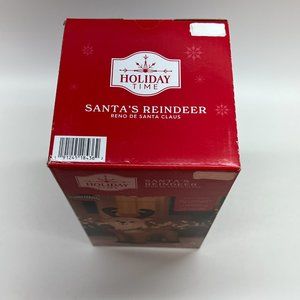 HOLIDAY
TIME
SANTA'S REINDEER
RENO DE SANTA CLAUS
HOLIDAY
SANTA'S
REINDEER